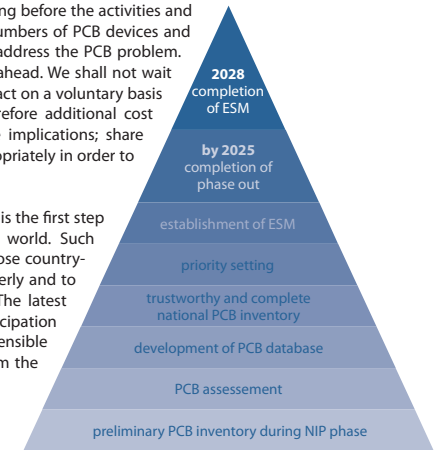 ng before the activities and
umbers of PCB devices and
address the PCB problem.
ahead. We shall not wait
act on a voluntary basis
refore additional cost
implications; share
opriately in order to
is the first step
world. Such
ose country-
erly and to
The latest
cipation
ensible
m the
2028
completion
of ESM
by 2025
completion of
phase out
establishment of ESM
priority setting
trustworthy and complete
national PCB inventory
development of PCB database
PCB assessement
preliminary PCB inventory during NIP phase